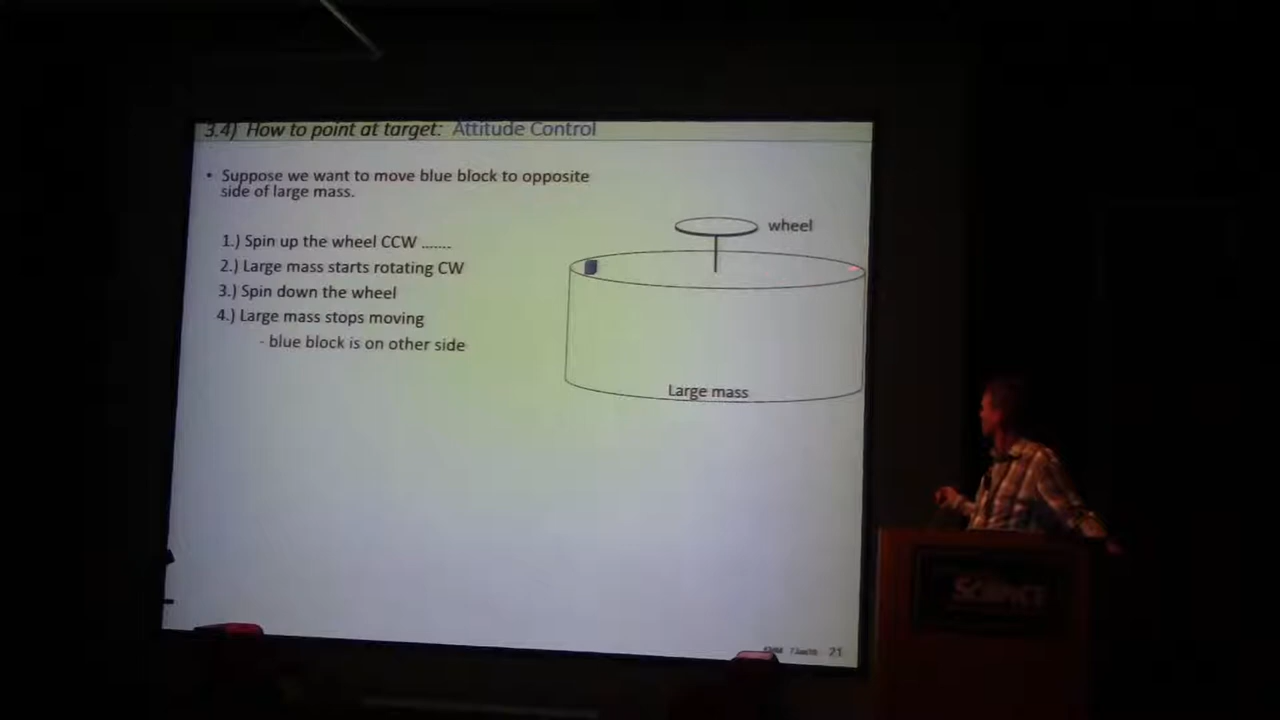 3.4) How to point at target: Attitude Control
• Suppose we want to move blue block to opposite
side of large mass.
1.) Spin up the wheel CCW .......
2.) Large mass starts rotating CW
3.) Spin down the wheel
4.) Large mass stops moving
- blue block is on other side
wheel
Large mass
21